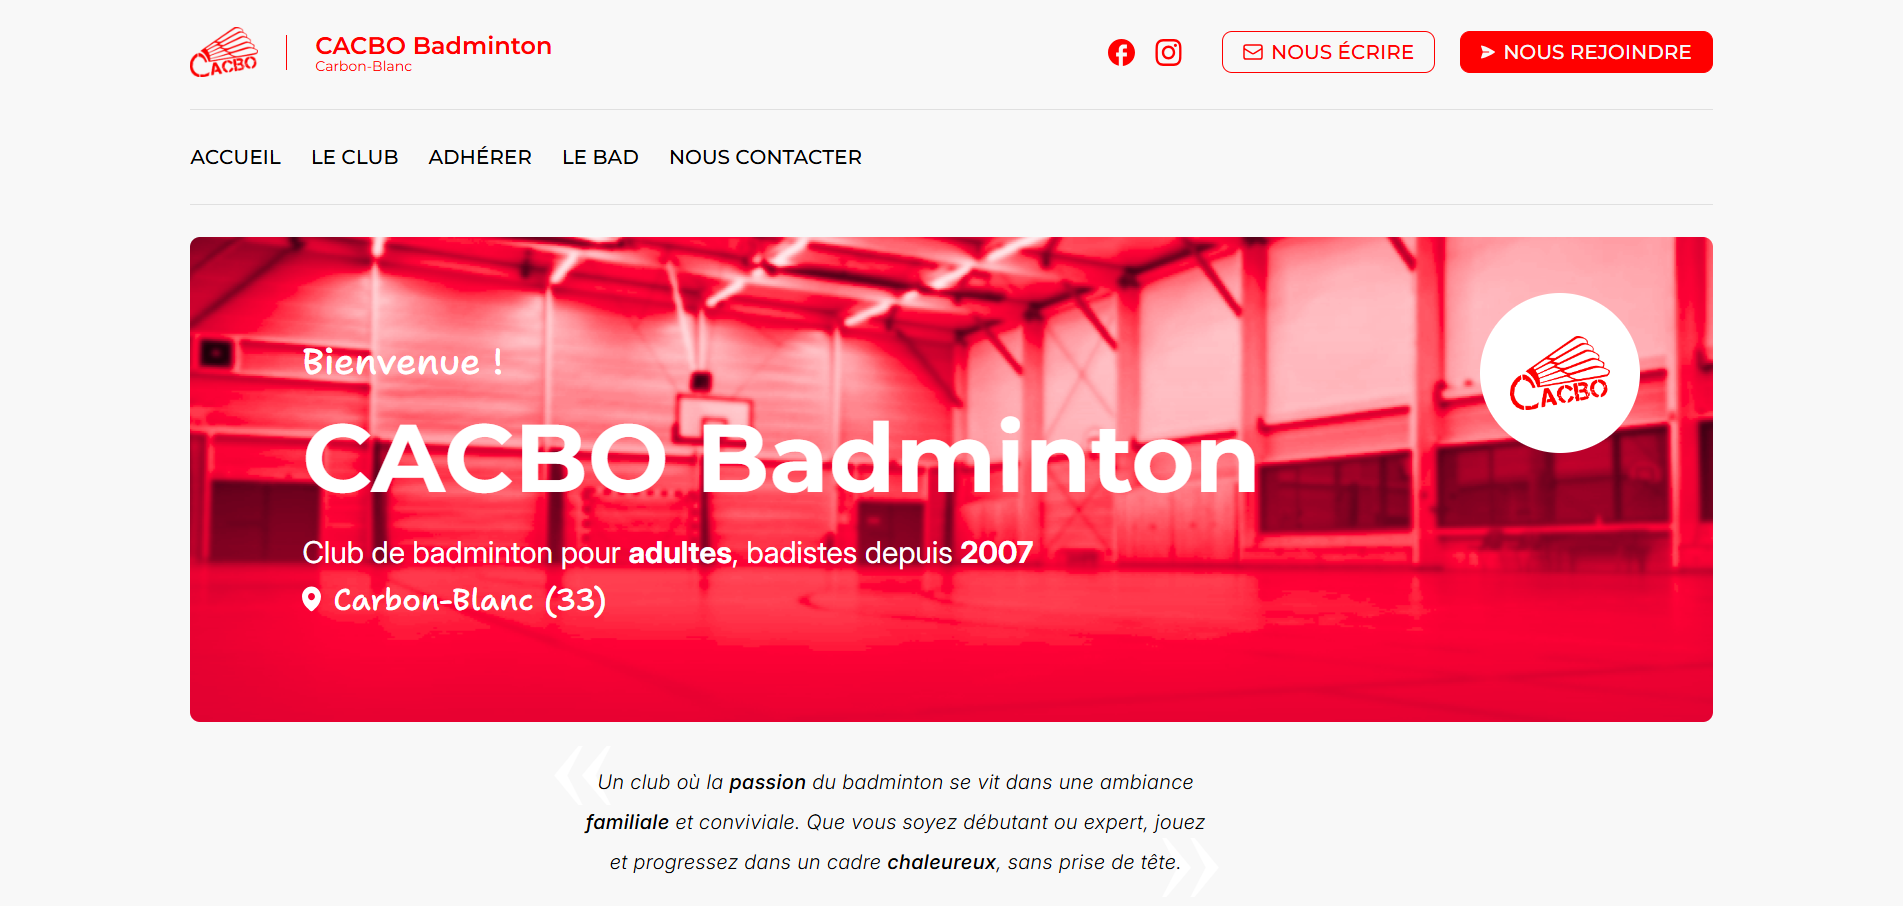 CACBO
CACBO Badminton
Carbon-Blanc
NOUS ÉCRIRE
NOUS REJOINDRE
ACCUEIL
LE CLUB
ADHÉRER
LE BAD
NOUS CONTACTER
Bienvenue !
CACBO
CACBO Badminton
Club de badminton pour adultes, badistes depuis 2007
Carbon-Blanc (33)
« Un club où la passion du badminton se vit dans une ambiance
familiale et conviviale. Que vous soyez débutant ou expert, jouez
et progressez dans un cadre chaleureux, sans prise de tête. »